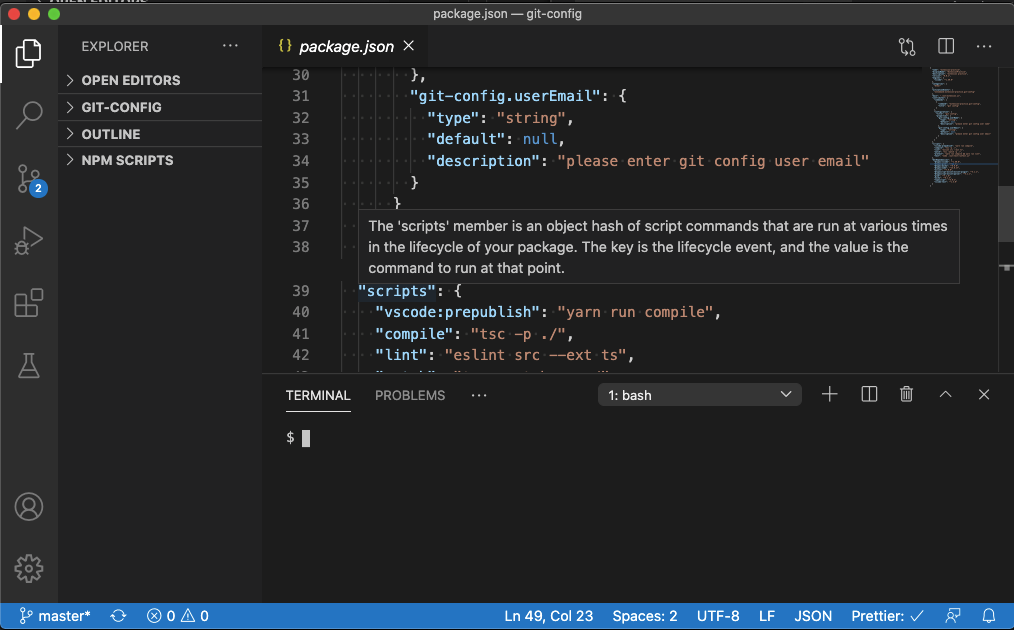 package.json — git-config
EXPLORER
OPEN EDITORS
GIT-CONFIG
OUTLINE
NPM SCRIPTS
2
{} package.json
30 },
31 "git-config.userEmail": {
32 "type": "string",
33 "default": null,
34 "description": "please enter git config user email"
35 }
36 }
37
38
The 'scripts' member is an object hash of script commands that are run at various times
in the lifecycle of your package. The key is the lifecycle event, and the value is the
command to run at that point.
39 "scripts": {
40 "vscode:prepublish": "yarn run compile",
41 "compile": "tsc -p ./",
42 "lint": "eslint src --ext ts",
TERMINAL PROBLEMS 1: bash
$
master* 0 0 Ln 49, Col 23 Spaces: 2 UTF-8 LF JSON Prettier: ✓